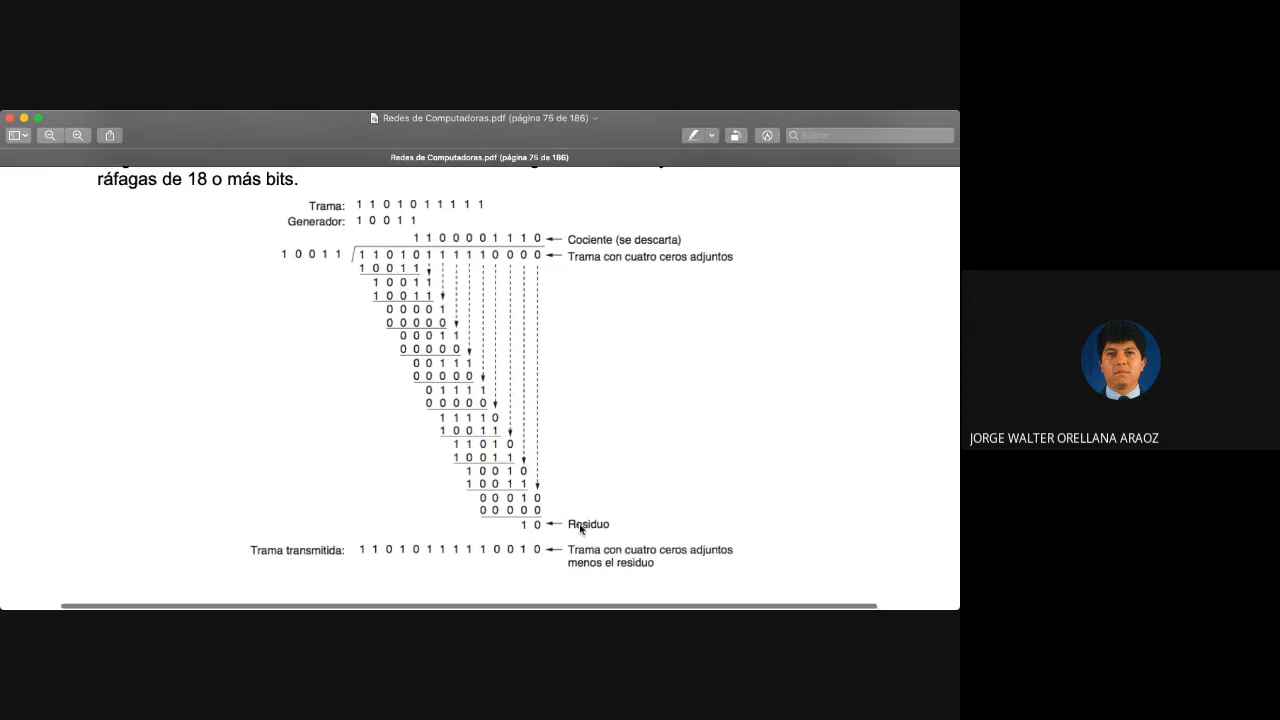 Redes de Computadoras.pdf (página 75 de 186)
Buscar
Redes de Computadoras.pdf (página 75 de 186)
ráfagas de 18 o más bits.
Trama: 1 1 0 1 0 1 1 1 1 1
Generador: 1 0 0 1 1
1 1 0 0 0 0 1 1 1 0 Cociente (se descarta)
1 0 0 1 1 1 1 0 1 0 1 1 1 1 1 0 0 0 0 Trama con cuatro ceros adjuntos
1 0 0 1 1
1 0 0 1 1
1 0 0 1 1
0 0 0 0 1
0 0 0 0 0
0 0 0 1 1
0 0 0 0 0
0 0 1 1 1
0 0 0 0 0
0 1 1 1 1
0 0 0 0 0
1 1 1 1 0
1 0 0 1 1
1 1 0 1 0
1 0 0 1 1
1 0 0 1 0
1 0 0 1 1
0 0 0 1 0
0 0 0 0 0
1 0 Residuo
Trama transmitida: 1 1 0 1 0 1 1 1 1 1 0 0 1 0 Trama con cuatro ceros adjuntos
menos el residuo
JORGE WALTER ORELLANA ARAOZ